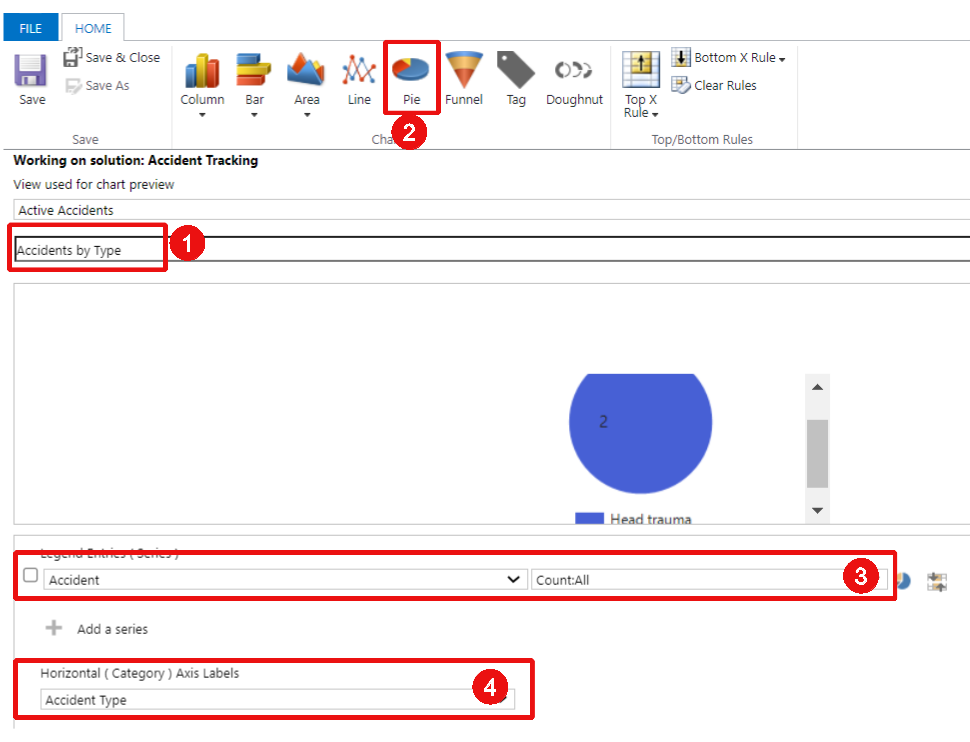 FILE HOME
Save & Close
Save As
Save
Column Bar Area Line Pie Funnel Tag Doughnut
Top X
Rule
Bottom X Rule
Clear Rules
Save
Cha
Top/Bottom Rules
2
Working on solution: Accident Tracking
View used for chart preview
Active Accidents
Accidents by Type
1
2
Head trauma
Legend Entries ( Series )
Accident Count:All
3
Add a series
Horizontal ( Category ) Axis Labels
Accident Type
4